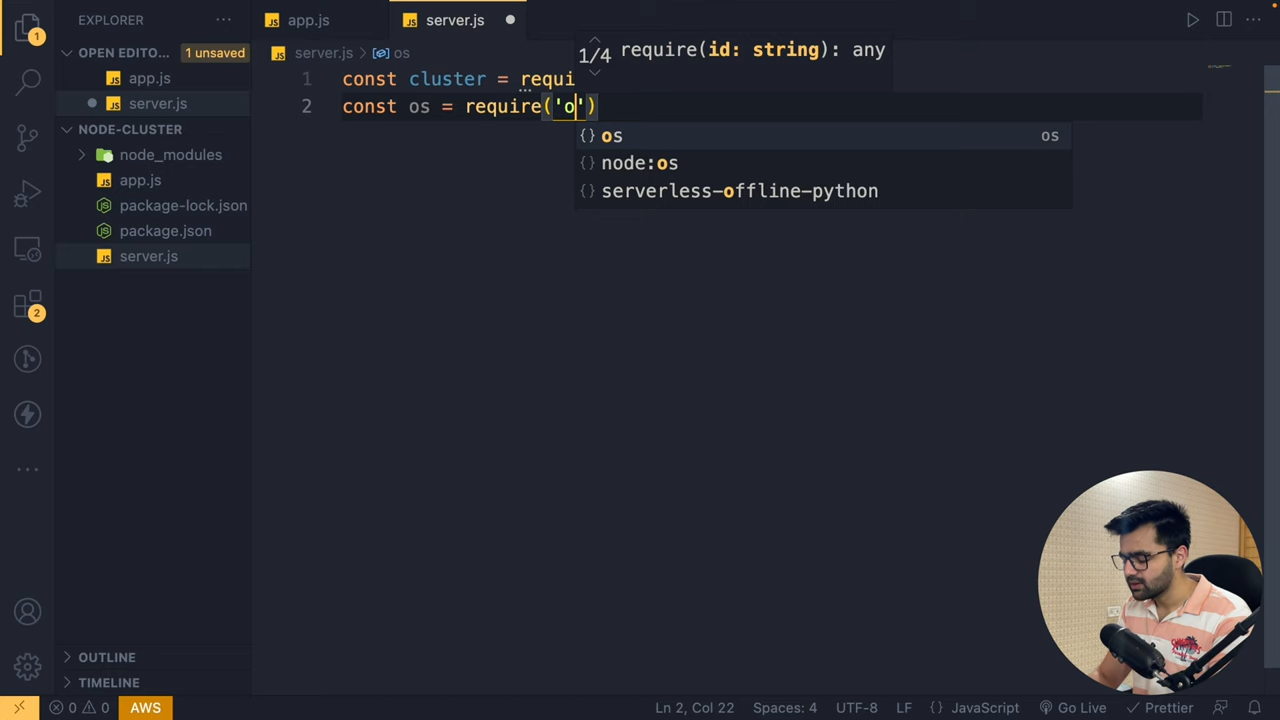 EXPLORER
···
app.js
server.js
OPEN EDITO...
1 unsaved
app.js
server.js
NODE-CLUSTER
node_modules
app.js
package-lock.json
package.json
server.js
OUTLINE
TIMELINE
1
2
···
server.js > os
1 const cluster = requi
2 const os = require('o')
1/4 require(id: string): any
{} os os
{} node:os
{} serverless-offline-python
0 0
AWS
Ln 2, Col 22
Spaces: 4
UTF-8
LF
{} JavaScript
Go Live
Prettier